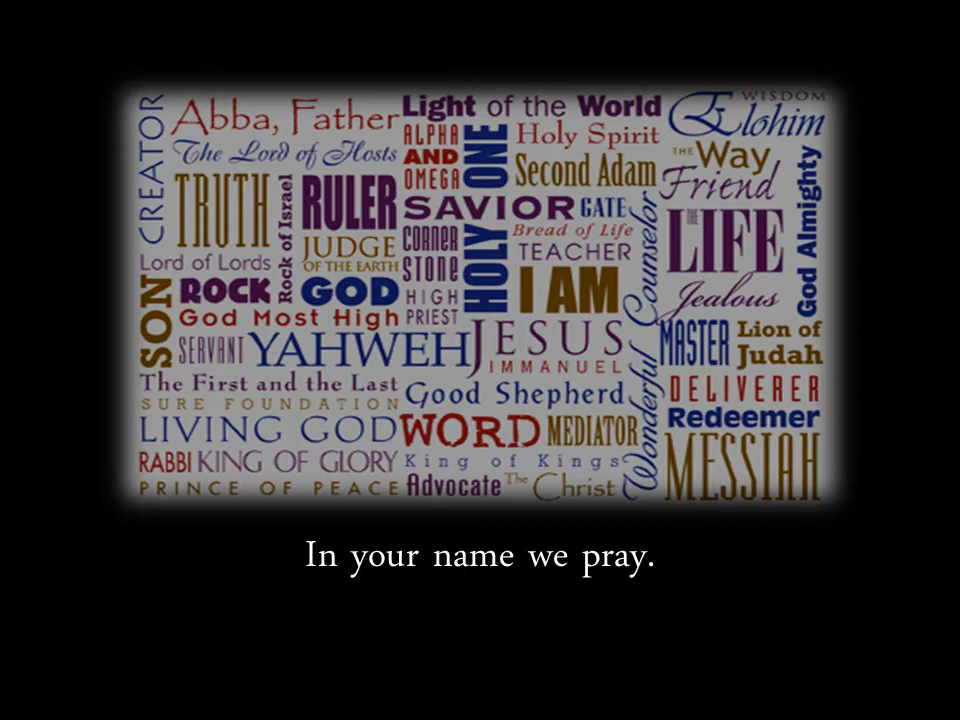 CREATOR
Abba, Father
The Lord of Hosts
TRUTH
Rock of Israel
RULER
JUDGE
OF THE EARTH
Lord of Lords
SON
ROCK
GOD
God Most High
SERVANT
YAHWEH
The First and the Last
SURE FOUNDATION
LIVING GOD
RABBI
KING OF GLORY
PRINCE OF PEACE
Light of the World
ALPHA
AND
OMEGA
HOLY ONE
Holy Spirit
Second Adam
SAVIOR
GATE
Bread of Life
CORNER
STONE
TEACHER
HIGH
PRIEST
I AM
JESUS
IMMANUEL
Good Shepherd
WORD
MEDIATOR
King of Kings
Advocate
The Christ
Wonderful Counselor
WISDOM
Elohim
THE Way
Friend
God Almighty
THE LIFE
Jealous
MASTER
Lion of
Judah
DELIVERER
Redeemer
MESSIAH
In your name we pray.